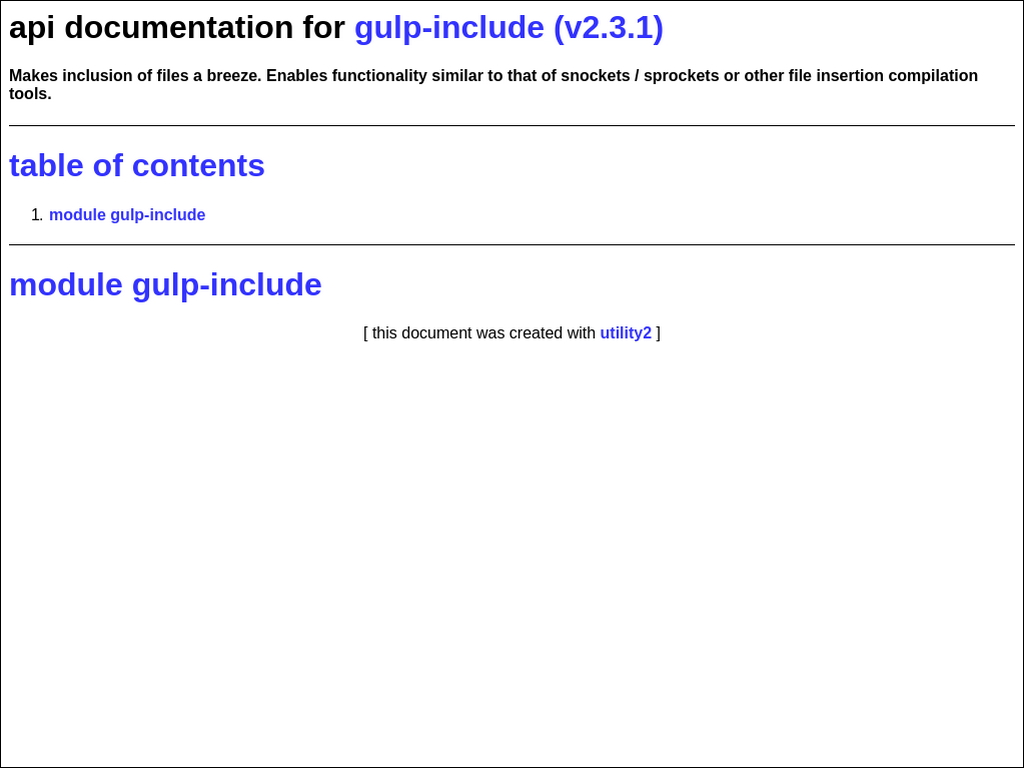 api documentation for gulp-include (v2.3.1)
Makes inclusion of files a breeze. Enables functionality similar to that of snockets / sprockets or other file insertion compilation
tools.
table of contents
1. module gulp-include
module gulp-include
[ this document was created with utility2 ]